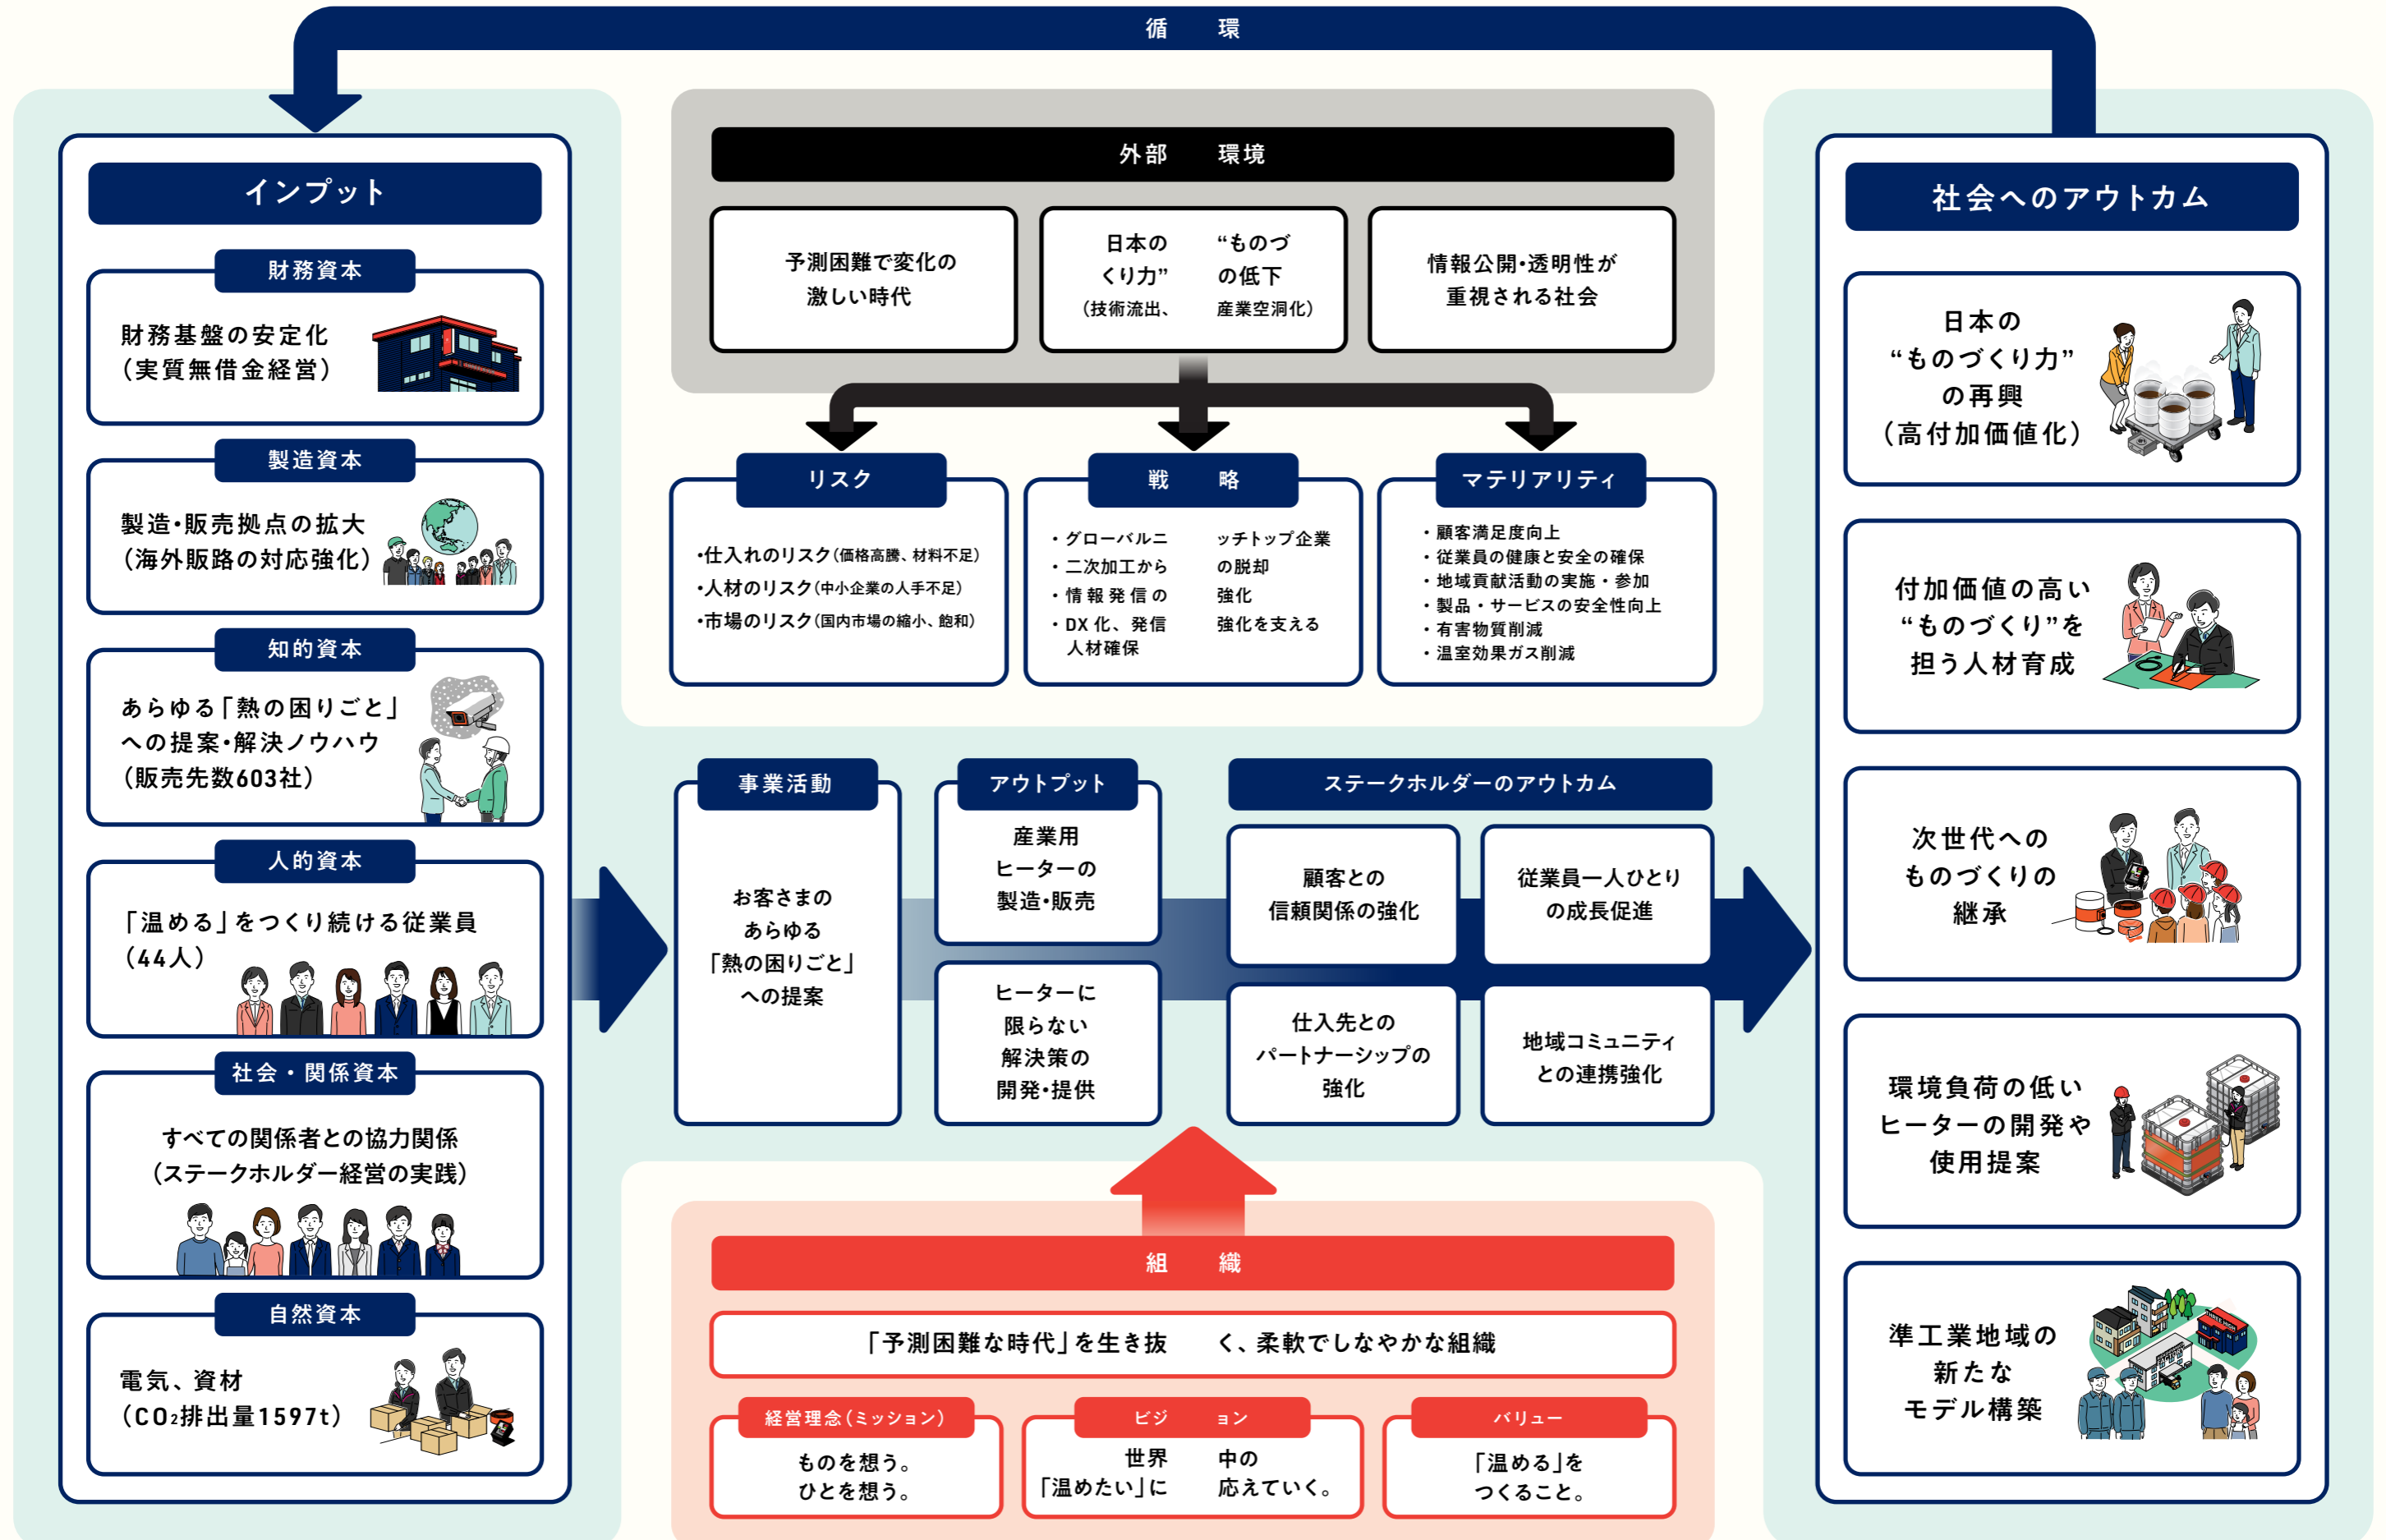 循環
インプット
財務資本
財務基盤の安定化
（実質無借金経営）
製造資本
製造・販売拠点の拡大
（海外販路の対応強化）
知的資本
あらゆる「熱の困りごと」
への提案・解決ノウハウ
（販売先数603社）
人的資本
「温める」をつくり続ける従業員
（44人）
社会・関係資本
すべての関係者との協力関係
（ステークホルダー経営の実践）
自然資本
電気、資材
（CO₂排出量1597t）
外部環境
予測困難で変化の
激しい時代
日本の“ものづ
くり力”の低下
（技術流出、産業空洞化）
情報公開・透明性が
重視される社会
リスク
・仕入れのリスク（価格高騰、材料不足）
・人材のリスク（中小企業の人手不足）
・市場のリスク（国内市場の縮小、飽和）
戦略
・グローバルニッチトップ企業
・二次加工からの脱却
・情報発信の強化
・DX化、発信強化を支える
人材確保
マテリアリティ
・顧客満足度向上
・従業員の健康と安全の確保
・地域貢献活動の実施・参加
・製品・サービスの安全性向上
・有害物質削減
・温室効果ガス削減
事業活動
お客さまの
あらゆる
「熱の困りごと」
への提案
アウトプット
産業用
ヒーターの
製造・販売
ヒーターに
限らない
解決策の
開発・提供
ステークホルダーのアウトカム
顧客との
信頼関係の強化
従業員一人ひとり
の成長促進
仕入先との
パートナーシップの
強化
地域コミュニティ
との連携強化
組織
「予測困難な時代」を生き抜く、柔軟でしなやかな組織
経営理念（ミッション）
ものを想う。
ひとを想う。
ビジョン
世界中の
「温めたい」に応えていく。
バリュー
「温める」を
つくること。
社会へのアウトカム
日本の
“ものづくり力”
の再興
（高付加価値化）
付加価値の高い
“ものづくり”を
担う人材育成
次世代への
ものづくりの
継承
環境負荷の低い
ヒーターの開発や
使用提案
準工業地域の
新たな
モデル構築